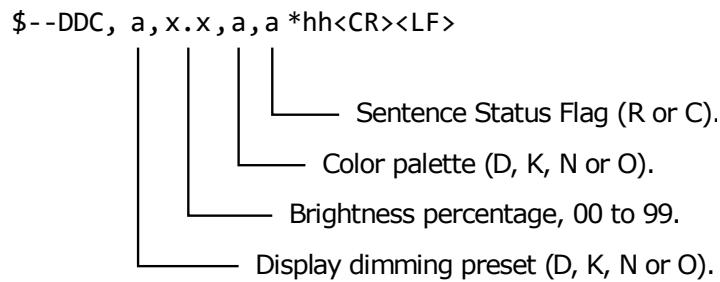 $--DDC, a,x.x,a,a *hh<CR><LF>
Sentence Status Flag (R or C).
Color palette (D, K, N or O).
Brightness percentage, 00 to 99.
Display dimming preset (D, K, N or O).